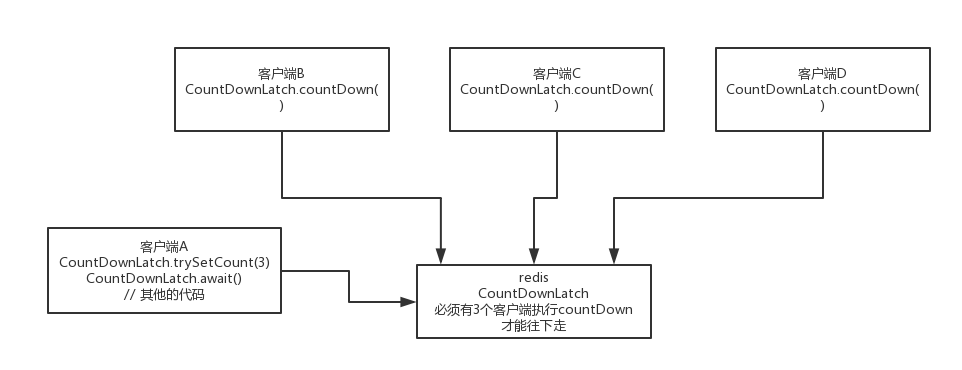 客户端B
CountDownLatch.countDown(
)
客户端C
CountDownLatch.countDown(
)
客户端D
CountDownLatch.countDown(
)
客户端A
CountDownLatch.trySetCount(3)
CountDownLatch.await()
// 其他的代码
redis
CountDownLatch
必须有3个客户端执行countDown
才能往下走